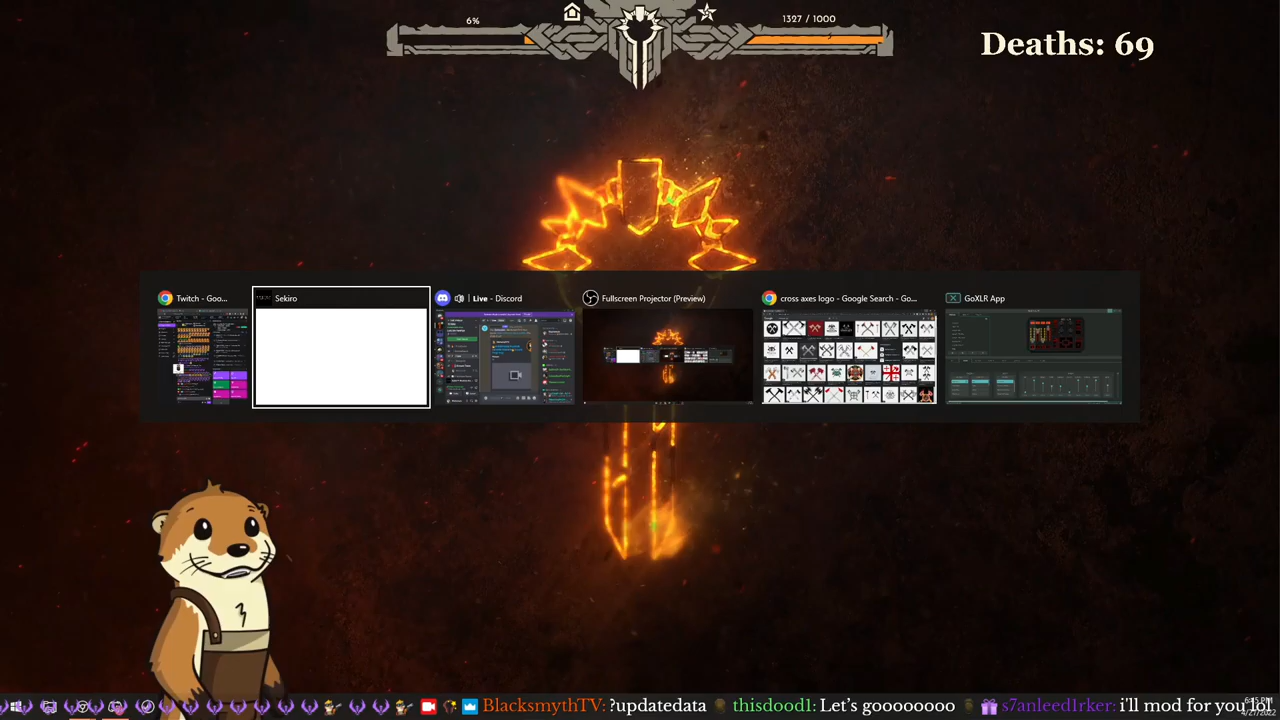 6%
1327 / 1000
Deaths: 69
Twitch - Goo...
Sekiro
Live - Discord
Fullscreen Projector (Preview)
cross axes logo - Google Search - Go...
GoXLR App
BlacksmythTV: ?updatedata
thisdood1: Let's goooooooo
s7anleed1rker: i'll mod for you lol